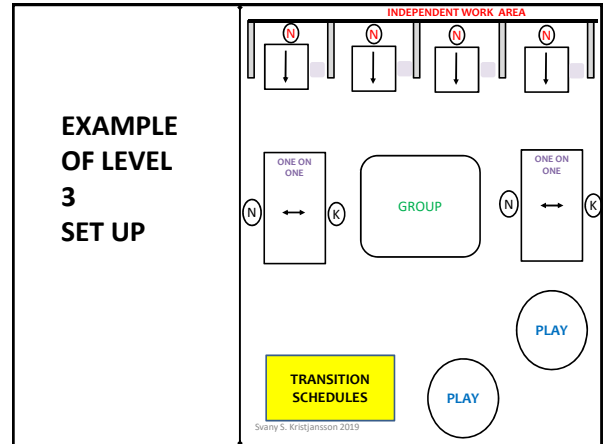 INDEPENDENT WORK AREA
N N N N
EXAMPLE
OF LEVEL
3
SET UP
ONE ON
ONE
N
K
GROUP
ONE ON
ONE
N
K
PLAY
TRANSITION
SCHEDULES
PLAY
Svany S. Kristjansson 2019